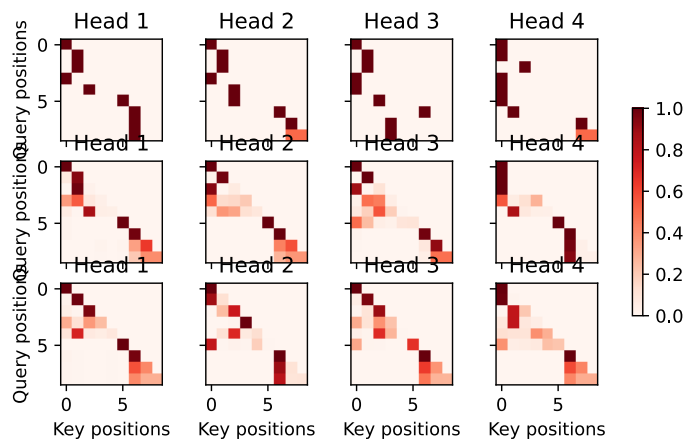 Head 1 Head 2 Head 3 Head 4
Query positions
0
5
1.0
0.8
0.6
0.4
0.2
0.0
Head 1 Head 2 Head 3 Head 4
Query positions
0
5
Head 1 Head 2 Head 3 Head 4
Query positions
0
5
0 5 0 5 0 5 0 5
Key positions Key positions Key positions Key positions